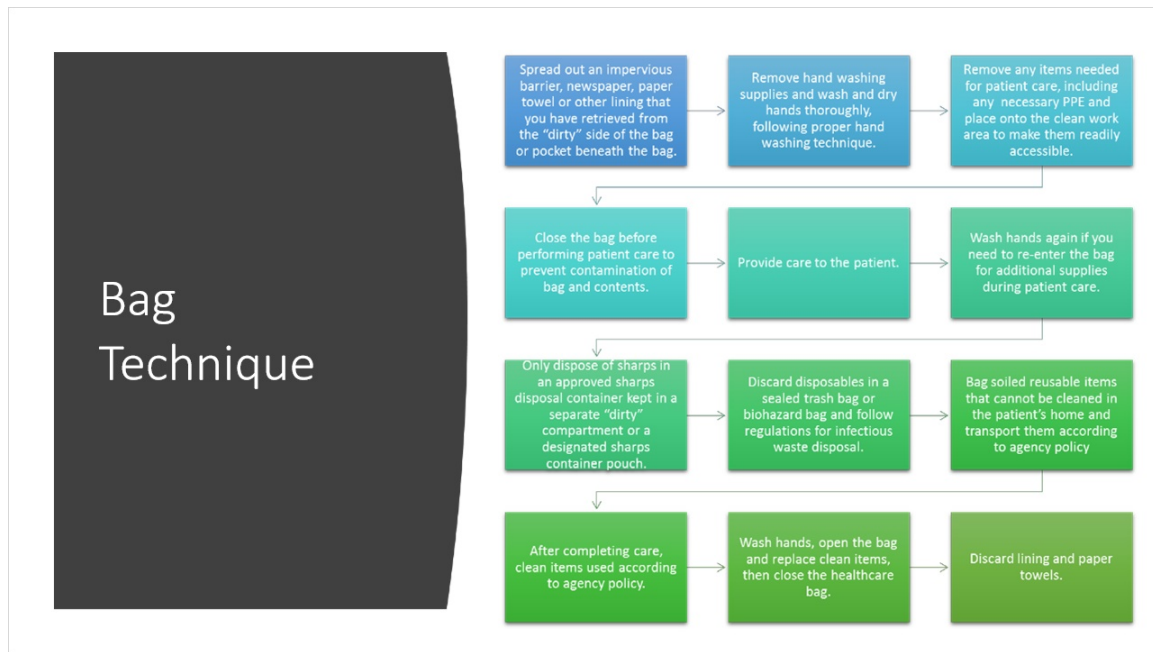 Bag
Technique
Spread out an impervious
barrier, newspaper, paper
towel or other lining that
you have retrieved from
the “dirty” side of the bag
or pocket beneath the bag.
Remove hand washing
supplies and wash and dry
hands thoroughly,
following proper hand
washing technique.
Remove any items needed
for patient care, including
any necessary PPE and
place onto the clean work
area to make them readily
accessible.
Close the bag before
performing patient care to
prevent contamination of
bag and contents.
Provide care to the patient.
Wash hands again if you
need to re-enter the bag
for additional supplies
during patient care.
Only dispose of sharps in
an approved sharps
disposal container kept in a
separate “dirty”
compartment or a
designated sharps
container pouch.
Discard disposables in a
sealed trash bag or
biohazard bag and follow
regulations for infectious
waste disposal.
Bag soiled reusable items
that cannot be cleaned in
the patient’s home and
transport them according
to agency policy
After completing care,
clean items used according
to agency policy.
Wash hands, open the bag
and replace clean items,
then close the healthcare
bag.
Discard lining and paper
towels.